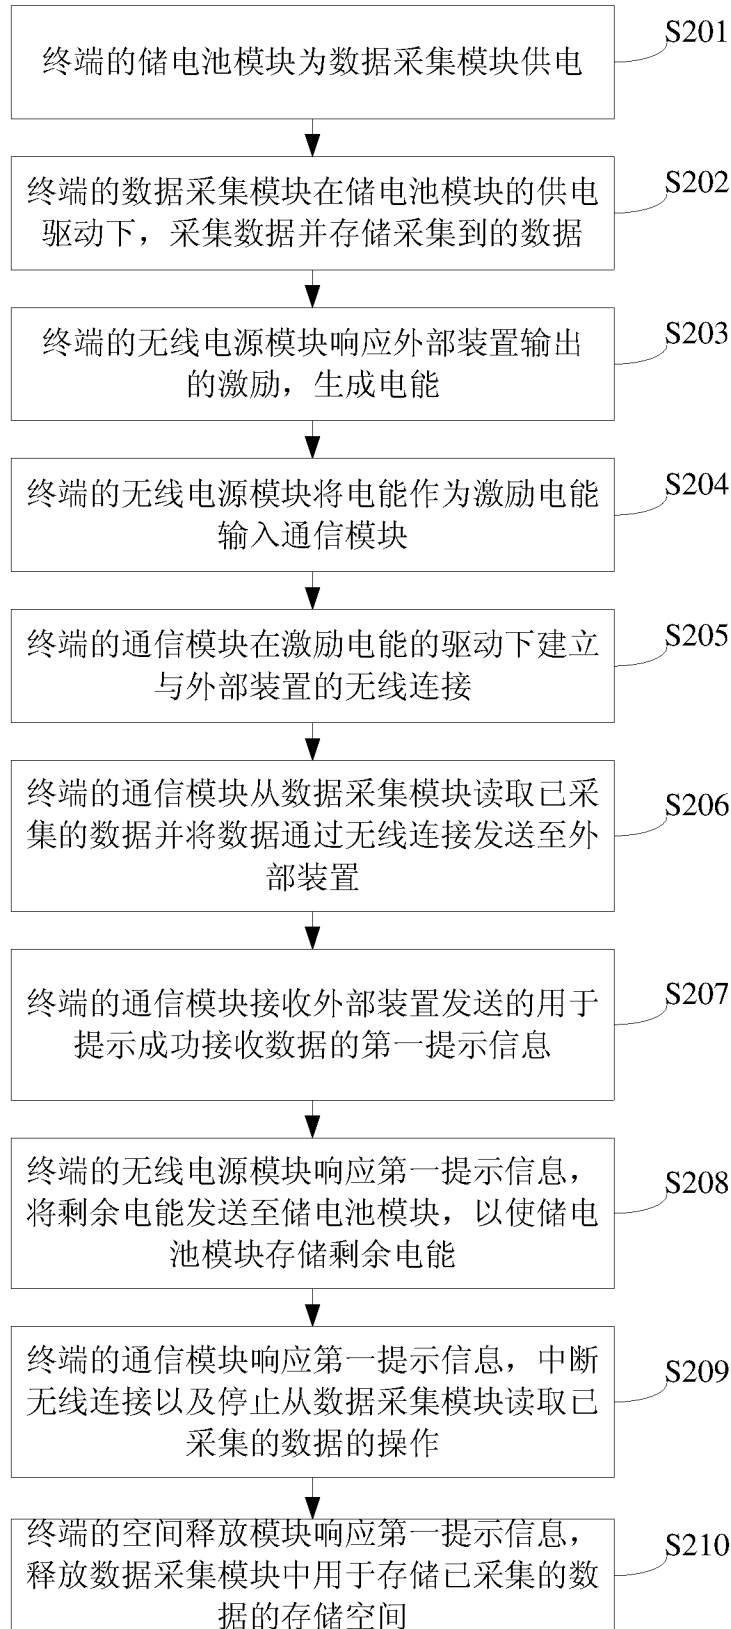 终端的储电池模块为数据采集模块供电
S201
终端的数据采集模块在储电池模块的供电
驱动下，采集数据并存储采集到的数据
S202
终端的无线电源模块响应外部装置输出
的激励，生成电能
S203
终端的无线电源模块将电能作为激励电能
输入通信模块
S204
终端的通信模块在激励电能的驱动下建立
与外部装置的无线连接
S205
终端的通信模块从数据采集模块读取已采
集的数据并将数据通过无线连接发送至外
部装置
S206
终端的通信模块接收外部装置发送的用于
提示成功接收数据的第一提示信息
S207
终端的无线电源模块响应第一提示信息，
将剩余电能发送至储电池模块，以使储电
池模块存储剩余电能
S208
终端的通信模块响应第一提示信息，中断
无线连接以及停止从数据采集模块读取已
采集的数据的操作
S209
终端的空间释放模块响应第一提示信息，
释放数据采集模块中用于存储已采集的数
据的存储空间
S210